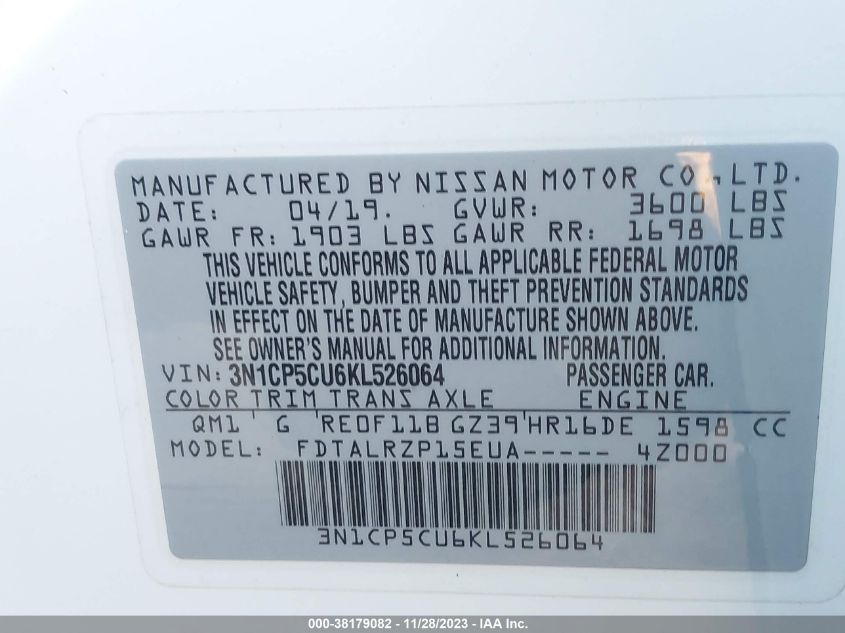 MANUFACTURED BY NISSAN MOTOR CO.,LTD.
DATE: 04/19. GVWR: 3600 LBS
GAWR FR: 1903 LBS GAWR RR: 1698 LBS
THIS VEHICLE CONFORMS TO ALL APPLICABLE FEDERAL MOTOR
VEHICLE SAFETY, BUMPER AND THEFT PREVENTION STANDARDS
IN EFFECT ON THE DATE OF MANUFACTURE SHOWN ABOVE.
SEE OWNER'S MANUAL FOR ADDITIONAL INFORMATION.
VIN: 3N1CP5CU6KL526064 PASSENGER CAR.
COLOR TRIM TRANS AXLE ENGINE
QM1 G RE0F11B GZ39 HR16DE 1598 CC
MODEL: FDTALRZP15EUA----- 4Z000
3N1CP5CU6KL526064
000-38179082 - 11/28/2023 - IAA Inc.